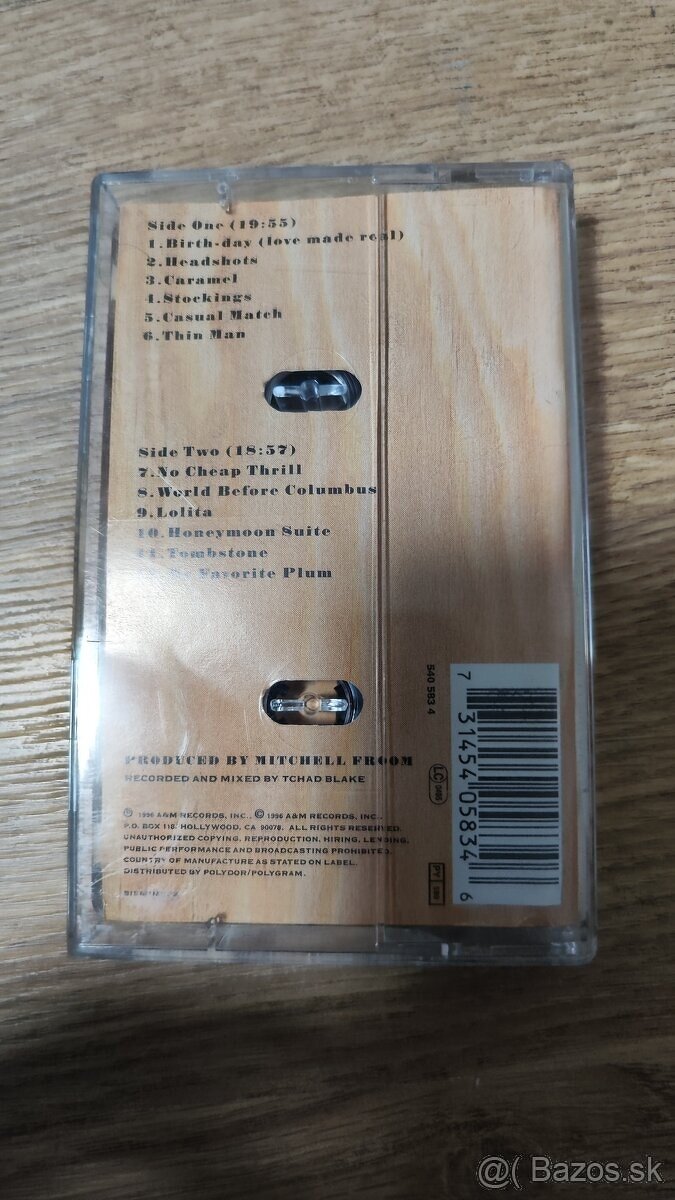 Side One (19:55)
1.Birth-day (love made real)
2.Headshots
3.Caramel
4.Stockings
5.Casual Match
6.Thin Man
Side Two (18:57)
7.No Cheap Thrill
8.World Before Columbus
9.Lolita
10.Honeymoon Suite
11.Tombstone
Favorite Plum
PRODUCED BY MITCHELL FROOM
RECORDED AND MIXED BY TCHAD BLAKE
℗ 1996 A&M RECORDS, INC., © 1996 A&M RECORDS, INC.,
P.O. BOX 118, HOLLYWOOD, CA 90078. ALL RIGHTS RESERVED.
UNAUTHORIZED COPYING, REPRODUCTION, HIRING, LENDING,
PUBLIC PERFORMANCE AND BROADCASTING PROHIBITED.
COUNTRY OF MANUFACTURE AS STATED ON LABEL.
DISTRIBUTED BY POLYDOR/POLYGRAM.
540 583 4
LC
PY
7 31454 05834 6
@( Bazos.sk